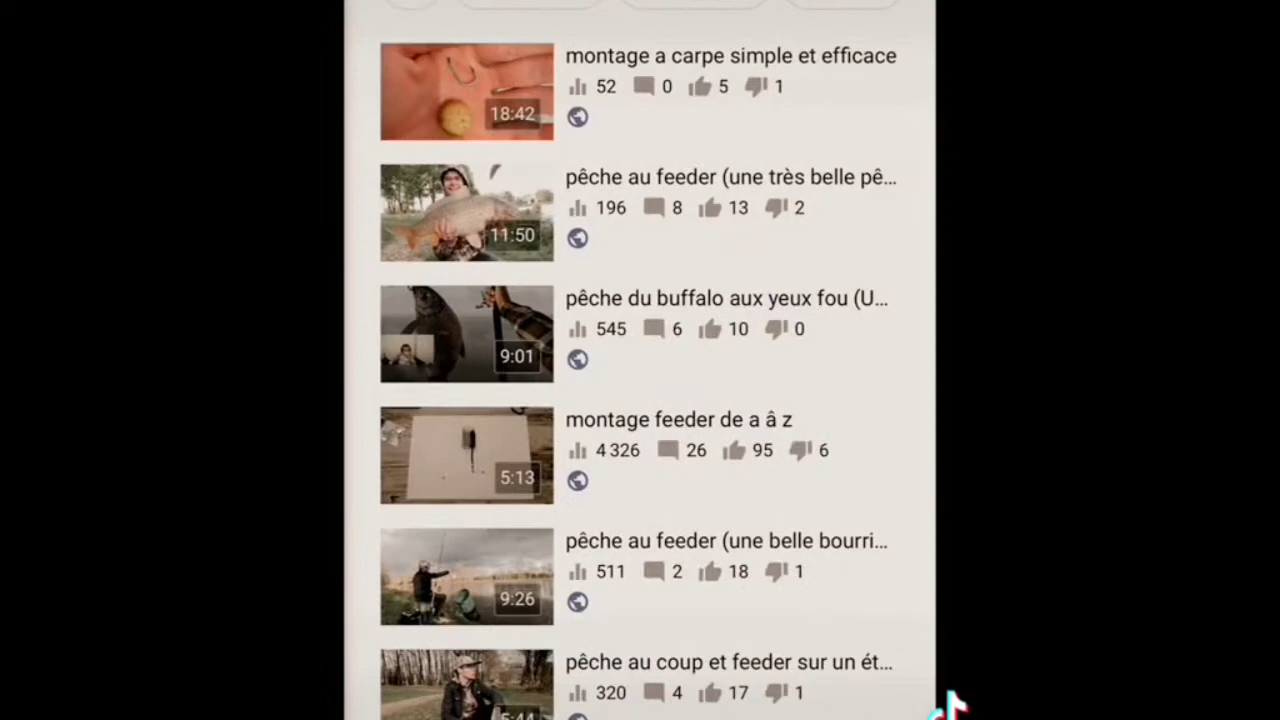 montage a carpe simple et efficace
52 0 5 1
18:42
pêche au feeder (une très belle pê...
196 8 13 2
11:50
pêche du buffalo aux yeux fou (U...
545 6 10 0
9:01
montage feeder de a â z
4 326 26 95 6
5:13
pêche au feeder (une belle bourri...
511 2 18 1
9:26
pêche au coup et feeder sur un ét...
320 4 17 1
5:44